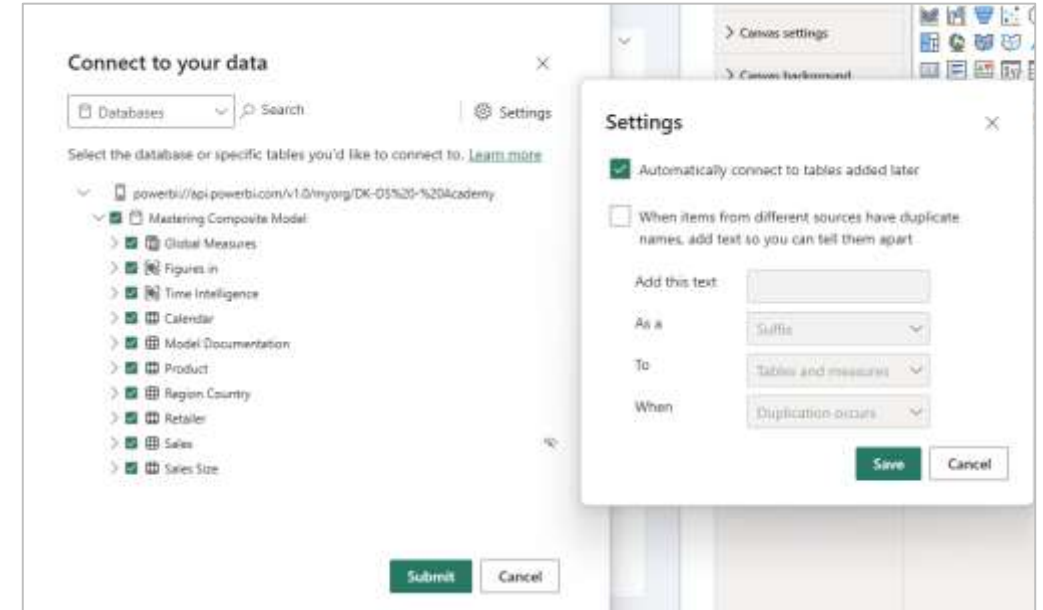 Canvas settings
Canvas background
Connect to your data
Databases
Search
Settings
Select the database or specific tables you'd like to connect to. Learn more
powerbi://api.powerbi.com/v1.0/myorg/DK-DS%20-%20Academy
Mastering Composite Model
Global Measures
Figures in
Time Intelligence
Calendar
Model Documentation
Product
Region Country
Retailer
Sales
Sales Size
Submit
Cancel
Settings
Automatically connect to tables added later
When items from different sources have duplicate
names, add text so you can tell them apart
Add this text
As a
Suffix
To
Tables and measures
When
Duplication occurs
Save
Cancel